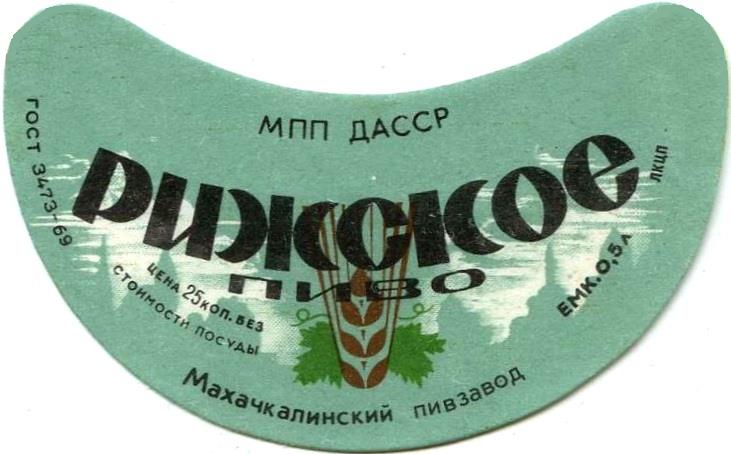 МПП ДАССР
ГОСТ 3473-69
РИЖСКОЕ
ЛКЦП
ПИВО
ЦЕНА 25 КОП. БЕЗ
СТОИМОСТИ ПОСУДЫ
ЕМК. 0,5 л
Махачкалинский пивзавод